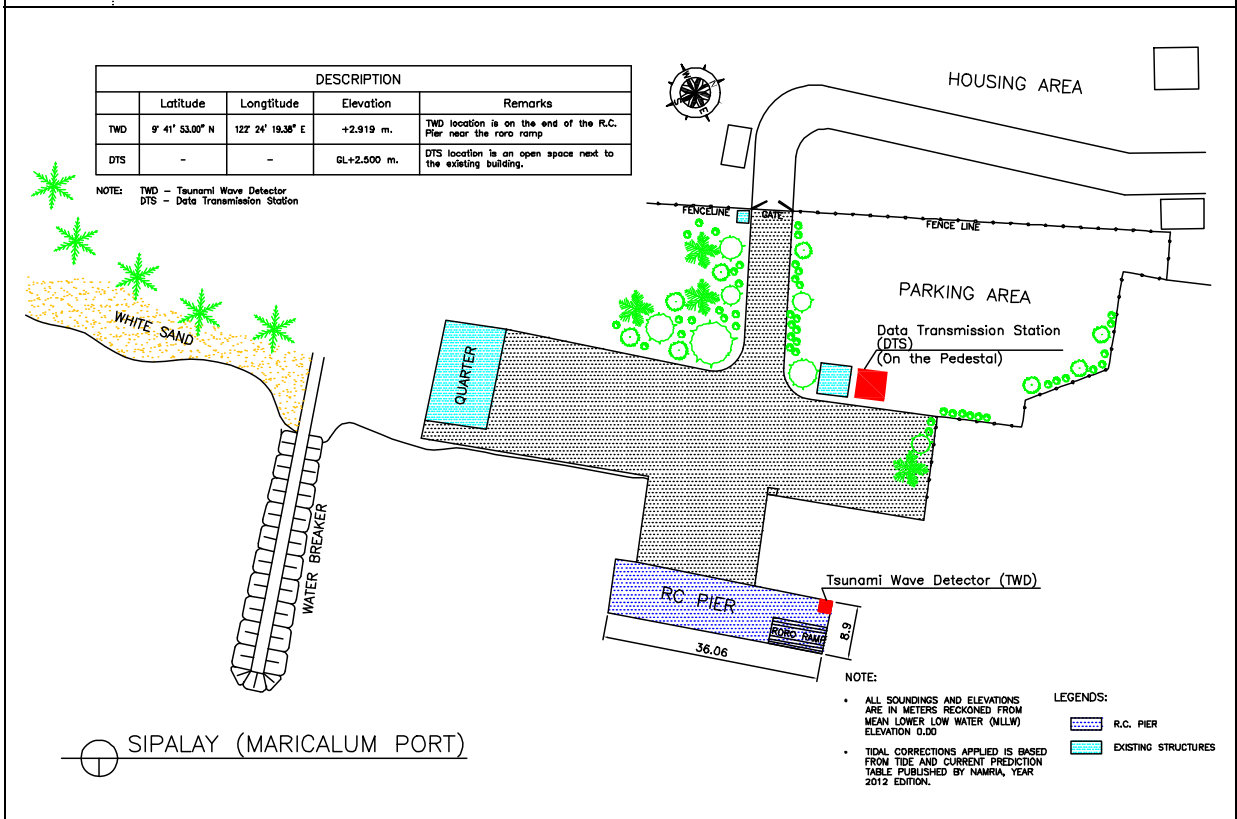 DESCRIPTION
Latitude Longtitude Elevation Remarks
TWD 9° 41' 53.00" N 122° 24' 19.38" E +2.919 m. TWD location is on the end of the R.C.
Pier near the roro ramp
DTS - - GL+2.500 m. DTS location is an open space next to
the existing building.
NOTE: TWD - Tsunami Wave Detector
DTS - Data Transmission Station
N
E
S
W
HOUSING AREA
FENCELINE
GATE
FENCE LINE
PARKING AREA
WHITE SAND
Data Transmission Station
(DTS)
(On the Pedestal)
QUARTER
WATER BREAKER
Tsunami Wave Detector (TWD)
RC PIER
RORO RAMP
8.9
36.06
NOTE:
• ALL SOUNDINGS AND ELEVATIONS
ARE IN METERS RECKONED FROM
MEAN LOWER LOW WATER (MLLW)
ELEVATION 0.00
• TIDAL CORRECTIONS APPLIED IS BASED
FROM TIDE AND CURRENT PREDICTION
TABLE PUBLISHED BY NAMRIA, YEAR
2012 EDITION.
LEGENDS:
R.C. PIER
EXISTING STRUCTURES
SIPALAY (MARICALUM PORT)